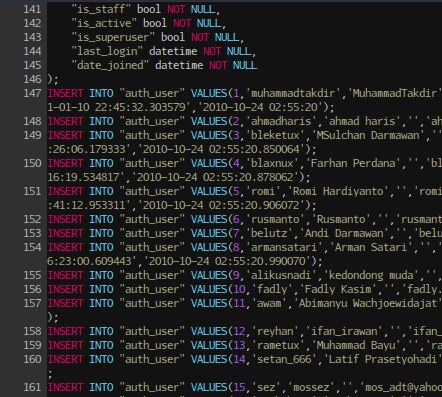 141 "is_staff" bool NOT NULL,
142 "is_active" bool NOT NULL,
143 "is_superuser" bool NOT NULL,
144 "last_login" datetime NOT NULL,
145 "date_joined" datetime NOT NULL
146 );
147 INSERT INTO "auth_user" VALUES(1,'muhammadtakdir','MuhammadTakdir'
1-01-10 22:45:32.303579','2010-10-24 02:55:20');
148 INSERT INTO "auth_user" VALUES(2,'ahmadharis','ahmad haris','','ah
149 INSERT INTO "auth_user" VALUES(3,'bleketux','MSulchan Darmawan',''
:26:06.179333','2010-10-24 02:55:20.850064');
150 INSERT INTO "auth_user" VALUES(4,'blaxnux','Farhan Perdana','','bl
16:19.534817','2010-10-24 02:55:20.878062');
151 INSERT INTO "auth_user" VALUES(5,'romi','Romi Hardiyanto','','romi
:41:12.953311','2010-10-24 02:55:20.906072');
152 INSERT INTO "auth_user" VALUES(6,'rusmanto','Rusmanto','','rusmant
153 INSERT INTO "auth_user" VALUES(7,'belutz','Andi Darmawan','','belu
154 INSERT INTO "auth_user" VALUES(8,'armansatari','Arman Satari','','
6:23:00.609443','2010-10-24 02:55:20.990070');
155 INSERT INTO "auth_user" VALUES(9,'alikusnadi','kedondong muda','',
156 INSERT INTO "auth_user" VALUES(10,'fadly','Fadly Kasim','','fadly.
157 INSERT INTO "auth_user" VALUES(11,'awam','Abimanyu Wachjoewidajat'
);
158 INSERT INTO "auth_user" VALUES(12,'reyhan','ifan_irawan','','ifan_
159 INSERT INTO "auth_user" VALUES(13,'rametux','Muhammad Bayu','','ra
160 INSERT INTO "auth_user" VALUES(14,'setan_666','Latif Prasetyohadi'
;
161 INSERT INTO "auth_user" VALUES(15,'sez','mossez','','mos_adt@yahoo